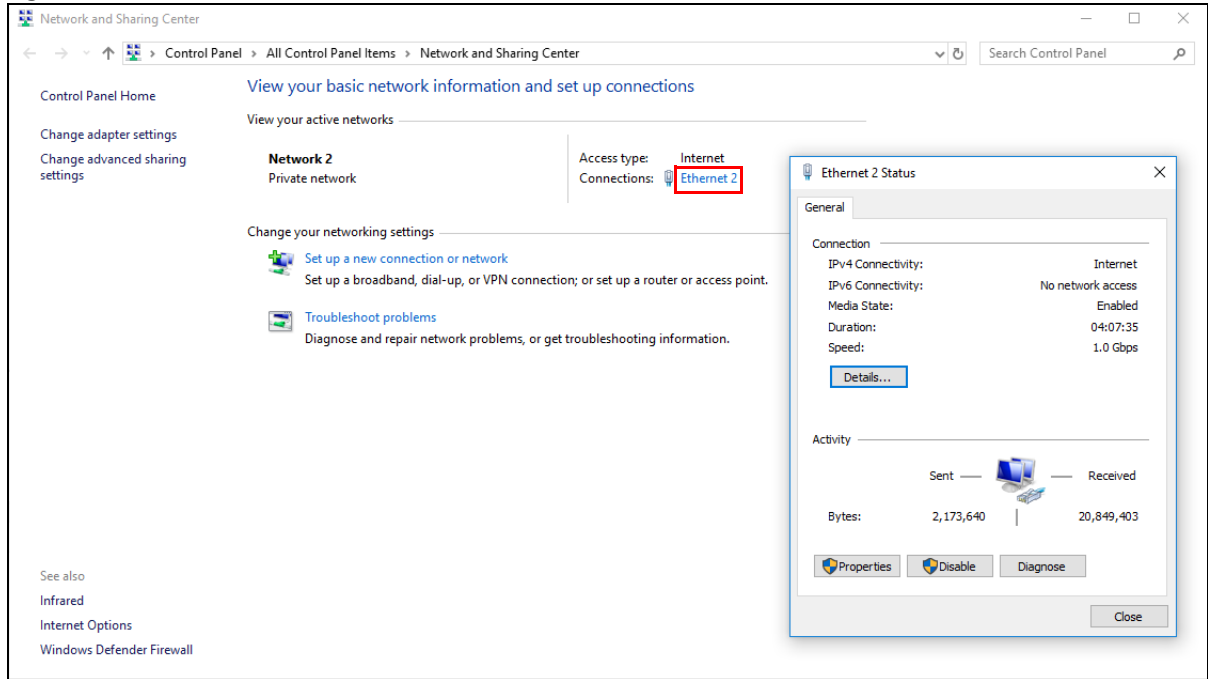 Network and Sharing Center
Control Panel > All Control Panel Items > Network and Sharing Center
Search Control Panel
Control Panel Home
Change adapter settings
Change advanced sharing
settings
See also
Infrared
Internet Options
Windows Defender Firewall
View your basic network information and set up connections
View your active networks
Network 2
Private network
Access type: Internet
Connections: Ethernet 2
Change your networking settings
Set up a new connection or network
Set up a broadband, dial-up, or VPN connection; or set up a router or access point.
Troubleshoot problems
Diagnose and repair network problems, or get troubleshooting information.
Ethernet 2 Status
General
Connection
IPv4 Connectivity: Internet
IPv6 Connectivity: No network access
Media State: Enabled
Duration: 04:07:35
Speed: 1.0 Gbps
Details...
Activity
Sent Received
Bytes: 2,173,640 20,849,403
Properties Disable Diagnose
Close